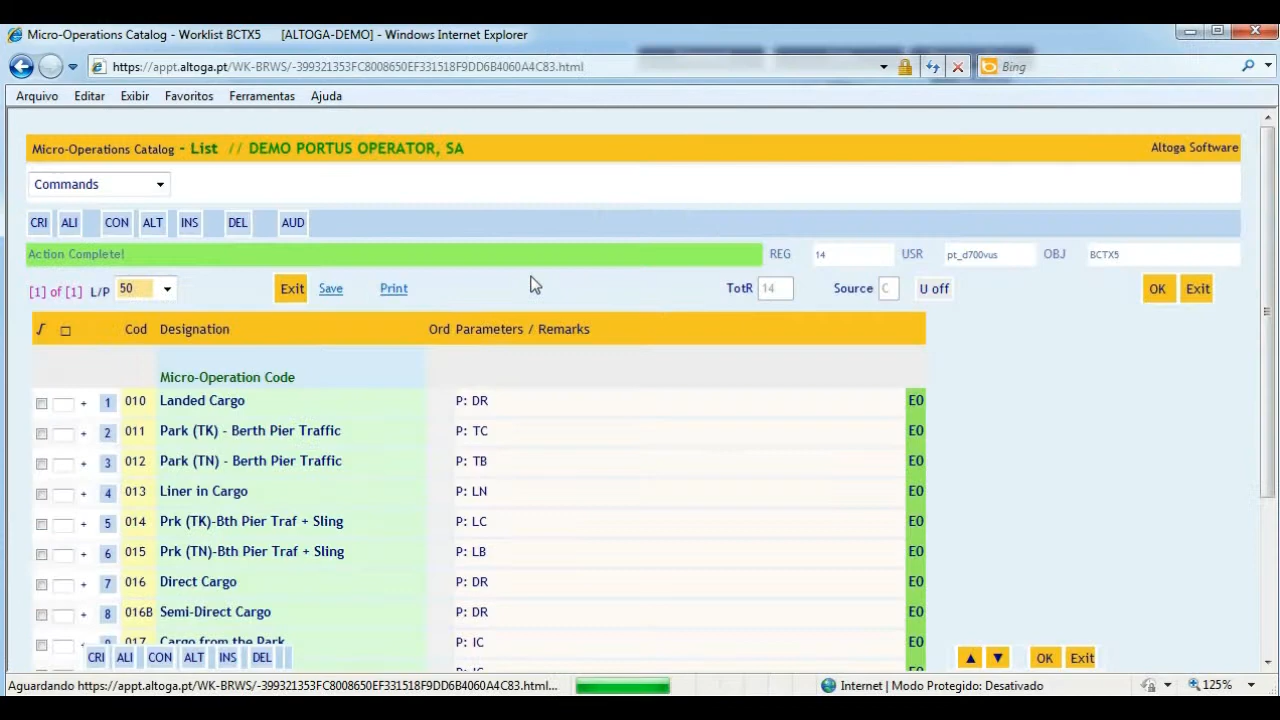 Micro-Operations Catalog - Worklist BCTX5 [ALTOGA-DEMO] - Windows Internet Explorer
https://appt.altoga.pt/WK-BRWS/-399321353FC8008650EF331518F9DD6B4060A4C83.html Bing
Arquivo Editar Exibir Favoritos Ferramentas Ajuda
Micro-Operations Catalog - List // DEMO PORTUS OPERATOR, SA Altoga Software
Commands
CRI ALI CON ALT INS DEL AUD
Action Complete! REG 14 USR pt_d700vus OBJ BCTX5
[1] of [1] L/P 50 Exit Save Print TotR 14 Source C U off OK Exit
√ Cod Designation Ord Parameters / Remarks
Micro-Operation Code
+ 1 010 Landed Cargo P: DR E0
+ 2 011 Park (TK) - Berth Pier Traffic P: TC E0
+ 3 012 Park (TN) - Berth Pier Traffic P: TB E0
+ 4 013 Liner in Cargo P: LN E0
+ 5 014 Prk (TK)-Bth Pier Traf + Sling P: LC E0
+ 6 015 Prk (TN)-Bth Pier Traf + Sling P: LB E0
+ 7 016 Direct Cargo P: DR E0
+ 8 016B Semi-Direct Cargo P: DR E0
017 Cargo from the Park P: IC E0
CRI ALI CON ALT INS DEL OK Exit
Aguardando https://appt.altoga.pt/WK-BRWS/-399321353FC8008650EF331518F9DD6B4060A4C83.html... Internet | Modo Protegido: Desativado 125%